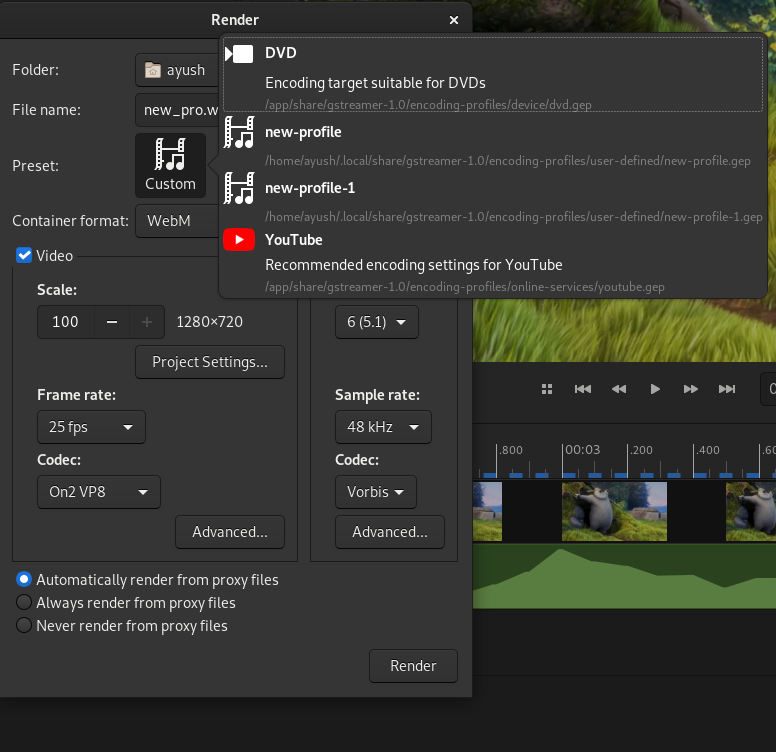 Render
×
Folder:
ayush
File name:
new_pro.w
Preset:
Custom
DVD
Encoding target suitable for DVDs
/app/share/gstreamer-1.0/encoding-profiles/device/dvd.gep
new-profile
/home/ayush/.local/share/gstreamer-1.0/encoding-profiles/user-defined/new-profile.gep
new-profile-1
/home/ayush/.local/share/gstreamer-1.0/encoding-profiles/user-defined/new-profile-1.gep
YouTube
Recommended encoding settings for YouTube
/app/share/gstreamer-1.0/encoding-profiles/online-services/youtube.gep
Container format:
WebM
Video
Scale:
100 − + 1280×720
6 (5.1)
Project Settings...
Frame rate:
Sample rate:
25 fps
48 kHz
Codec:
Codec:
On2 VP8
Vorbis
Advanced...
Advanced...
Automatically render from proxy files
Always render from proxy files
Never render from proxy files
Render
0
.800 00:03 .200 .400 .60